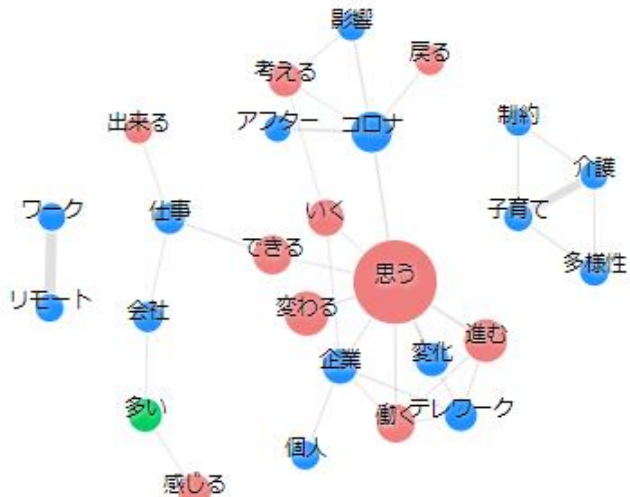 影響
戻る
考える
アフター
コロナ
出来る
制約
介護
ワーク
仕事
いく
子育て
できる
思う
多様性
リモート
会社
変わる
進む
企業
変化
多い
働く
テレワーク
個人
感じる